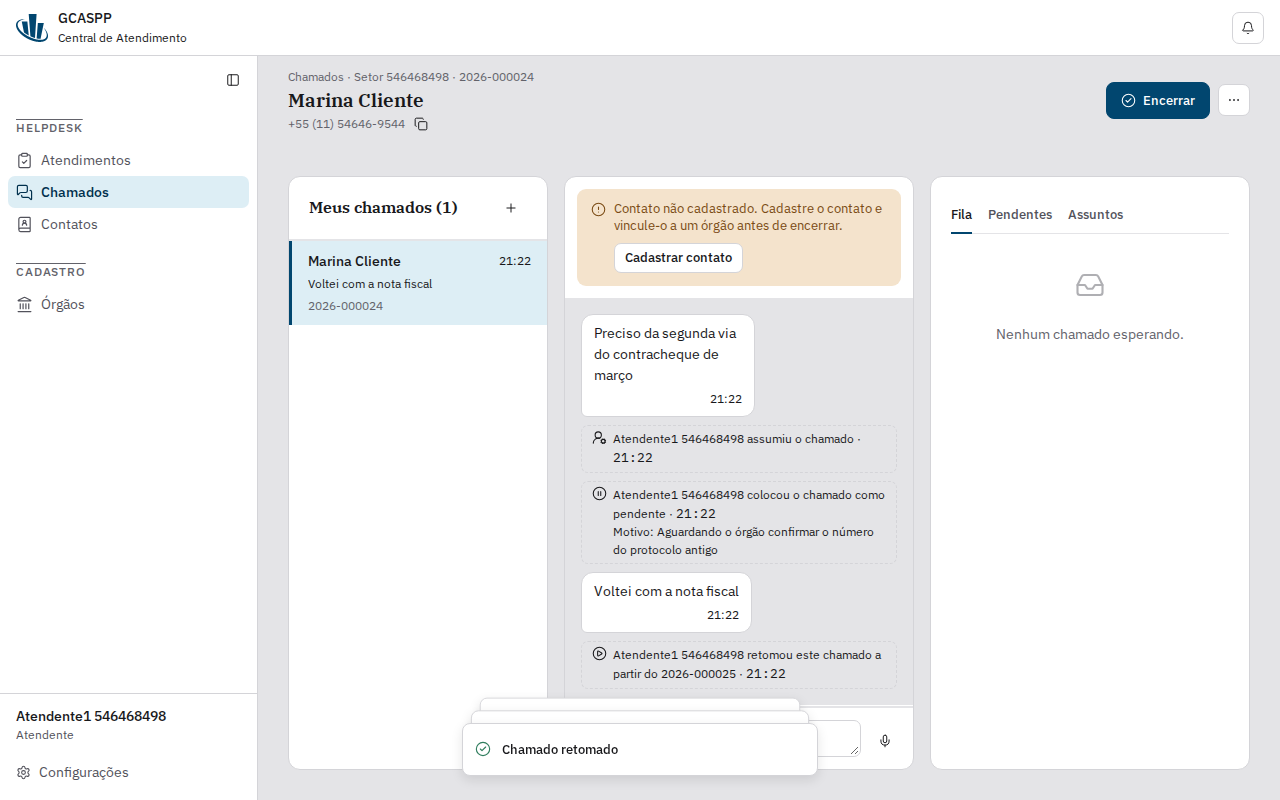 GCASPP
Central de Atendimento
HELPDESK
Atendimentos
Chamados
Contatos
CADASTRO
Órgãos
Atendente1 546468498
Atendente
Configurações
Chamados · Setor 546468498 · 2026-000024
Marina Cliente
+55 (11) 54646-9544
Encerrar
Meus chamados (1)
Marina Cliente
21:22
Voltei com a nota fiscal
2026-000024
Contato não cadastrado. Cadastre o contato e
vincule-o a um órgão antes de encerrar.
Cadastrar contato
Preciso da segunda via
do contracheque de
março
21:22
Atendente1 546468498 assumiu o chamado ·
21:22
Atendente1 546468498 colocou o chamado como
pendente · 21:22
Motivo: Aguardando o órgão confirmar o número
do protocolo antigo
Voltei com a nota fiscal
21:22
Atendente1 546468498 retomou este chamado a
partir do 2026-000025 · 21:22
Chamado retomado
Fila
Pendentes
Assuntos
Nenhum chamado esperando.